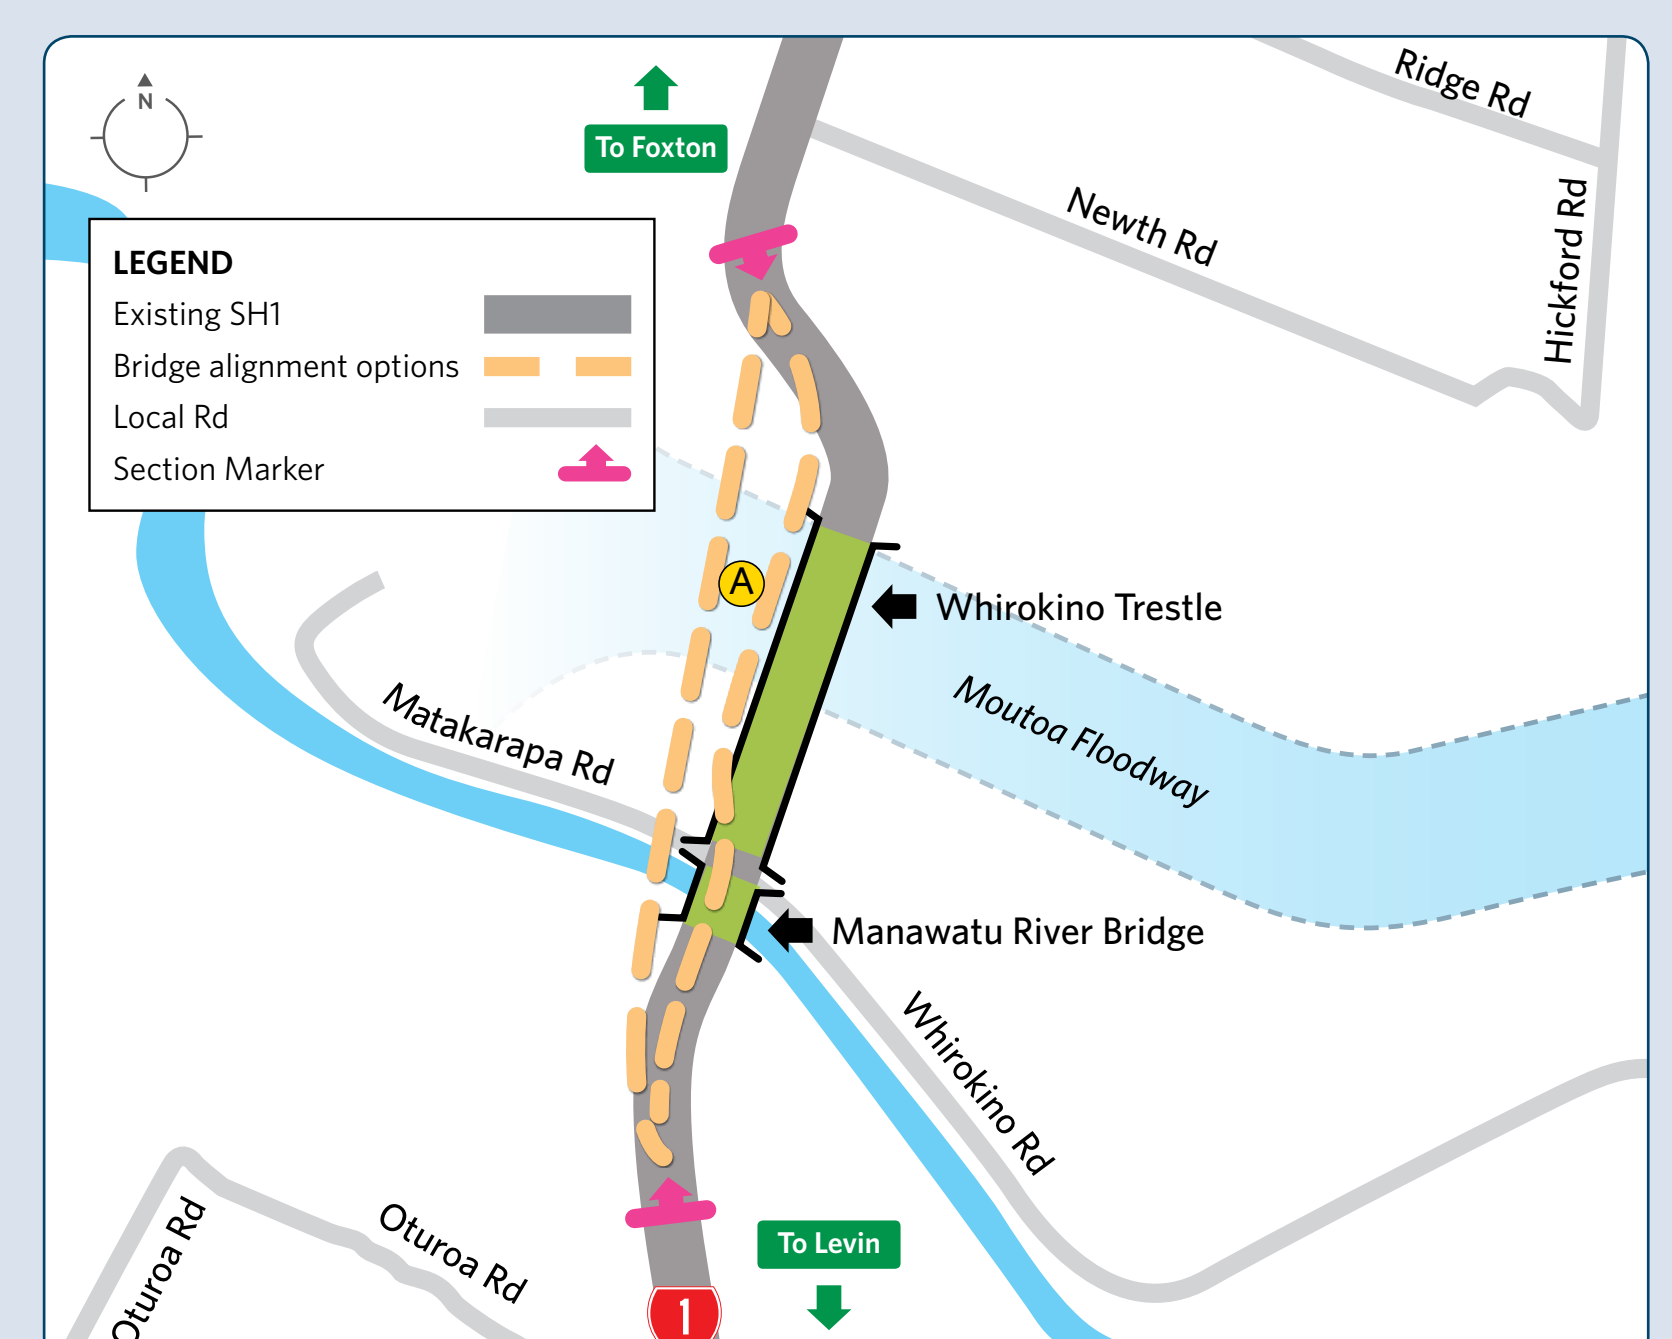 N
To Foxton
Ridge Rd
Newth Rd
Hickford Rd
LEGEND
Existing SH1
Bridge alignment options
Local Rd
Section Marker
A
Whirokino Trestle
Moutoa Floodway
Matakarapa Rd
Manawatu River Bridge
Whirokino Rd
Oturoa Rd
Oturoa Rd
To Levin
1